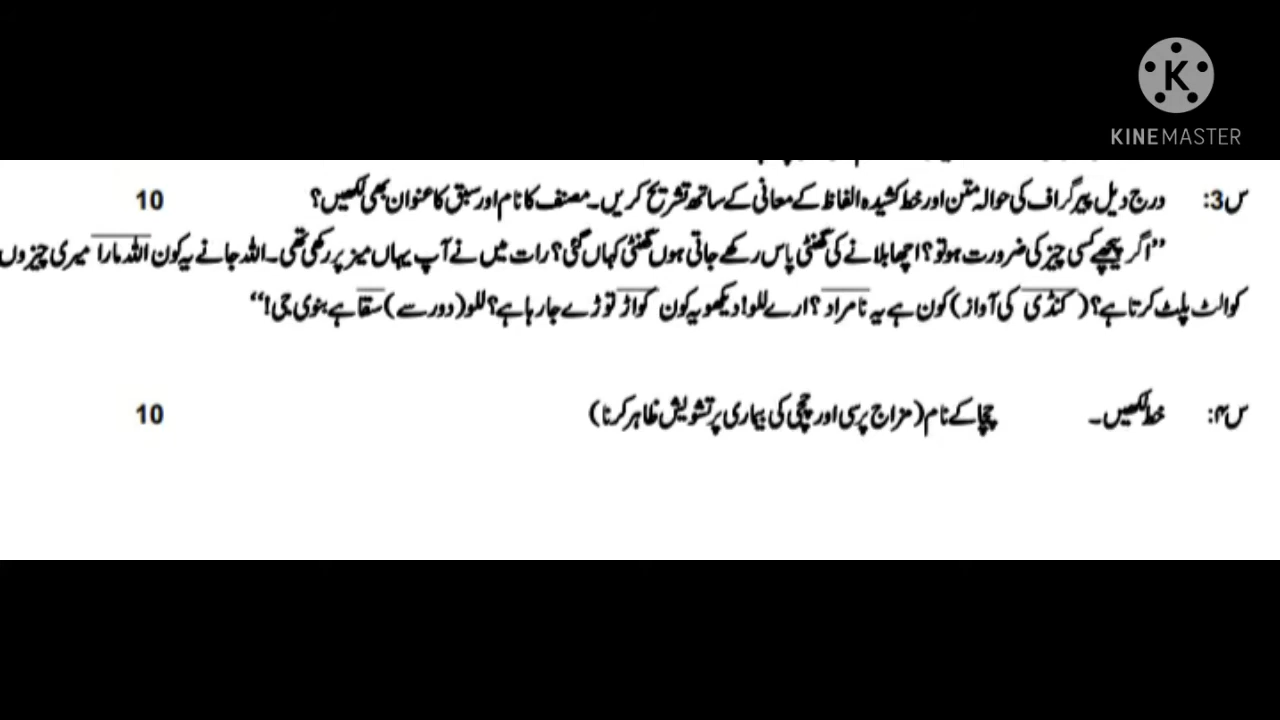 KINEMASTER
س3: درج ذیل پیرگراف کی حوالہ متن اور خط کشیدہ الفاظ کے معانی کے ساتھ تشریح کریں۔ مصنف کا نام اور سبق کا عنوان بھی لکھیں؟ 10
”اگر پیچھے کسی چیز کی ضرورت ہو تو؟ اچھا بلانے کی گھنٹی پاس رکھے جاتی ہوں گھنٹی کہاں گئی؟ رات میں نے آپ یہاں میز پر رکھی تھی۔ اللہ جانے یہ کون اللہ مارا میری چیزوں
کو الٹ پلٹ کرتا ہے؟ (کنڈی کی آواز) کون ہے یہ نامراد؟ ارے للو! دیکھو یہ کون کواڑ توڑے جا رہا ہے؟ للو (دور سے) سقا ہے بنوی جی!“
س۴: خط لکھیں۔ چچا کے نام (مزاج پرسی اور چچی کی بیماری پر تشویش ظاہر کرنا) 10